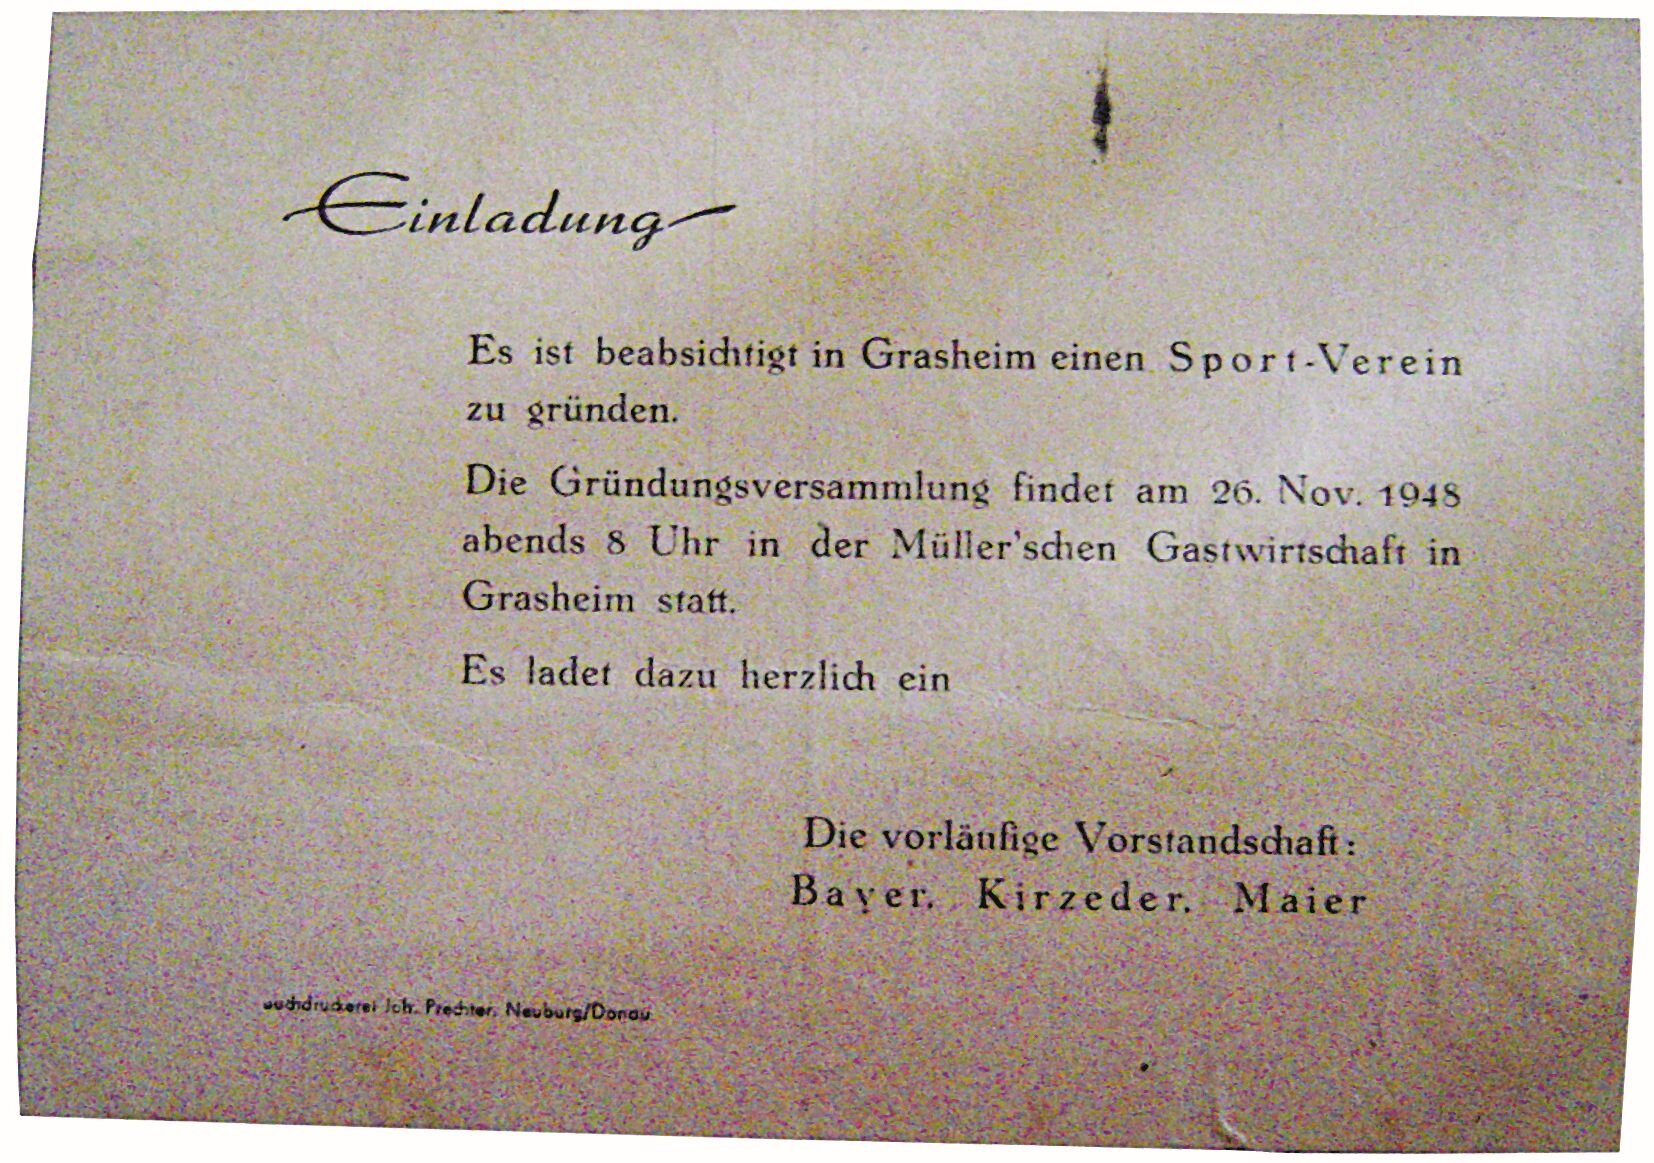 Einladung
Es ist beabsichtigt in Grasheim einen Sport-Verein
zu gründen.
Die Gründungsversammlung findet am 26. Nov. 1948
abends 8 Uhr in der Müller'schen Gastwirtschaft in
Grasheim statt.
Es ladet dazu herzlich ein
Die vorläufige Vorstandschaft:
Bayer. Kirzeder. Maier
Buchdruckerei Joh. Prechter, Neuburg/Donau